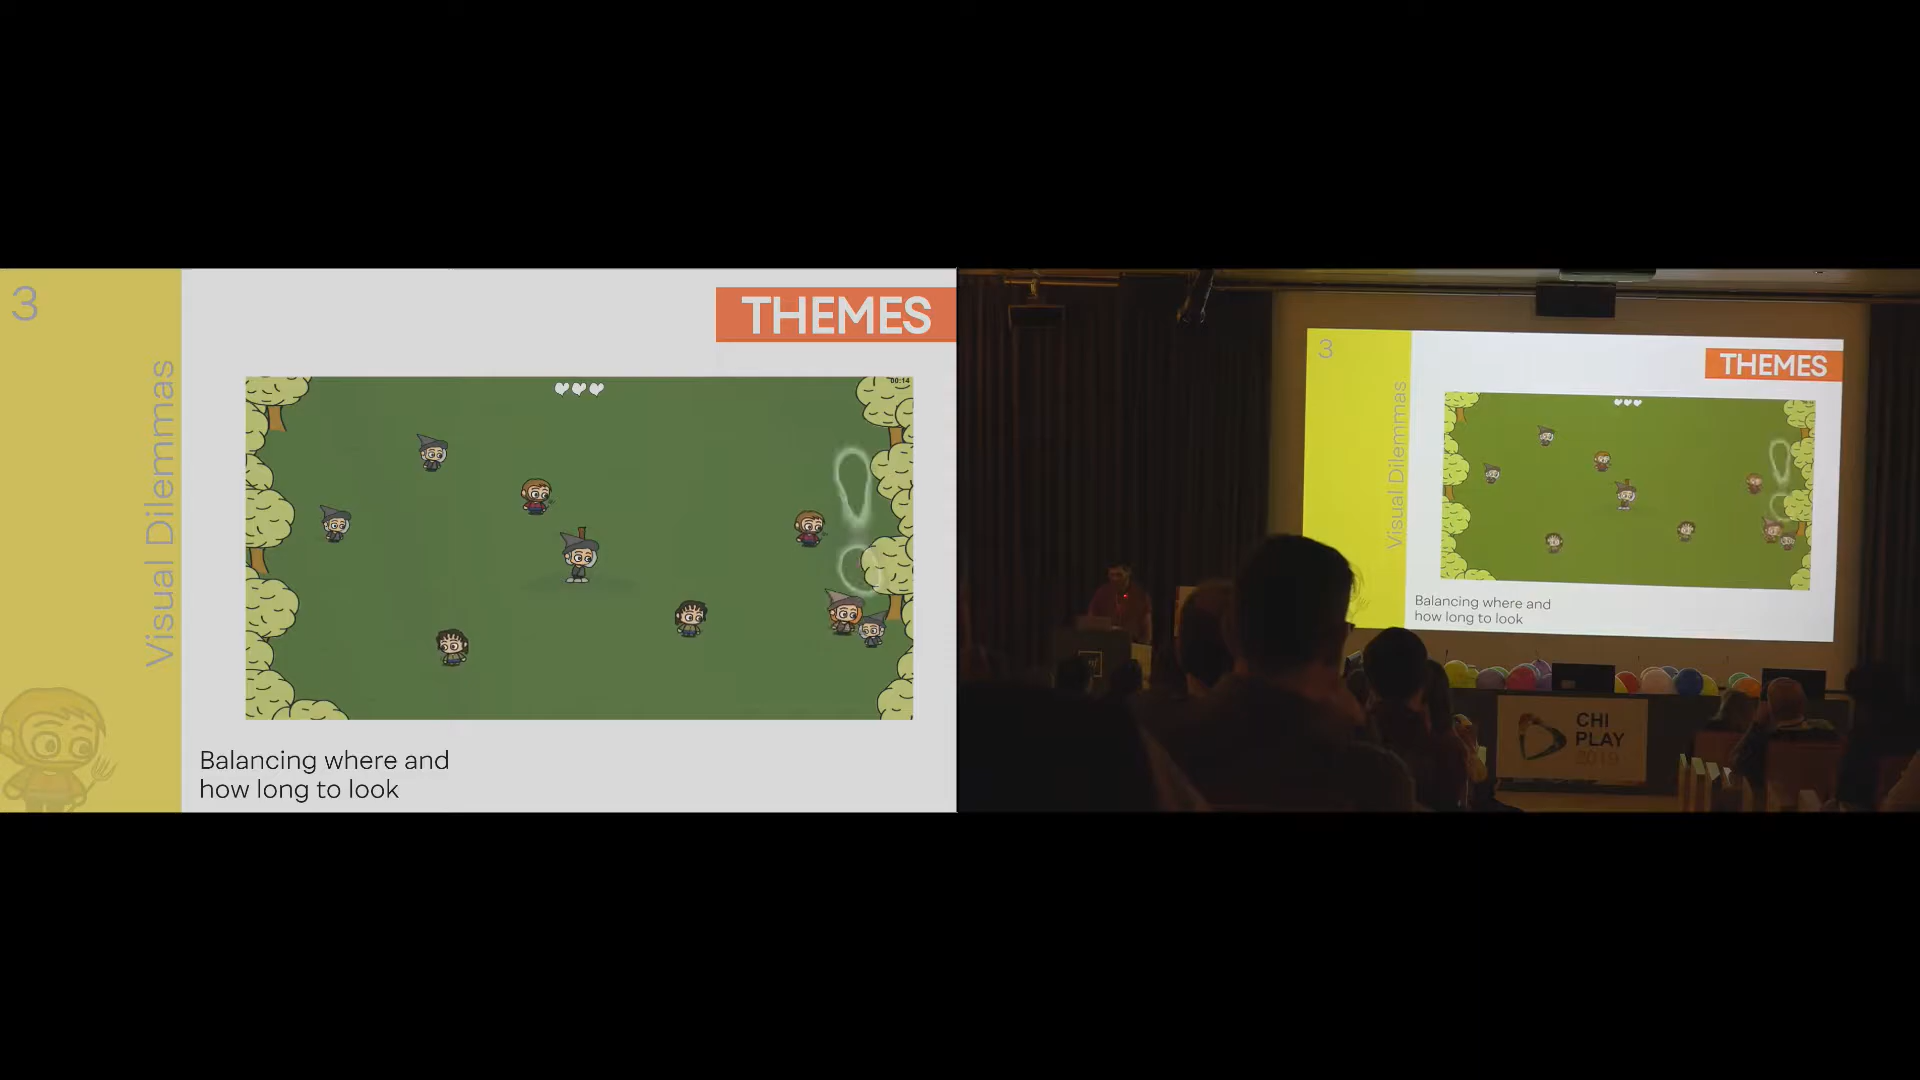 3
THEMES
Visual Dilemmas
00:14
Balancing where and
how long to look
3
THEMES
Visual Dilemmas
Balancing where and
how long to look
CHI
PLAY
2019